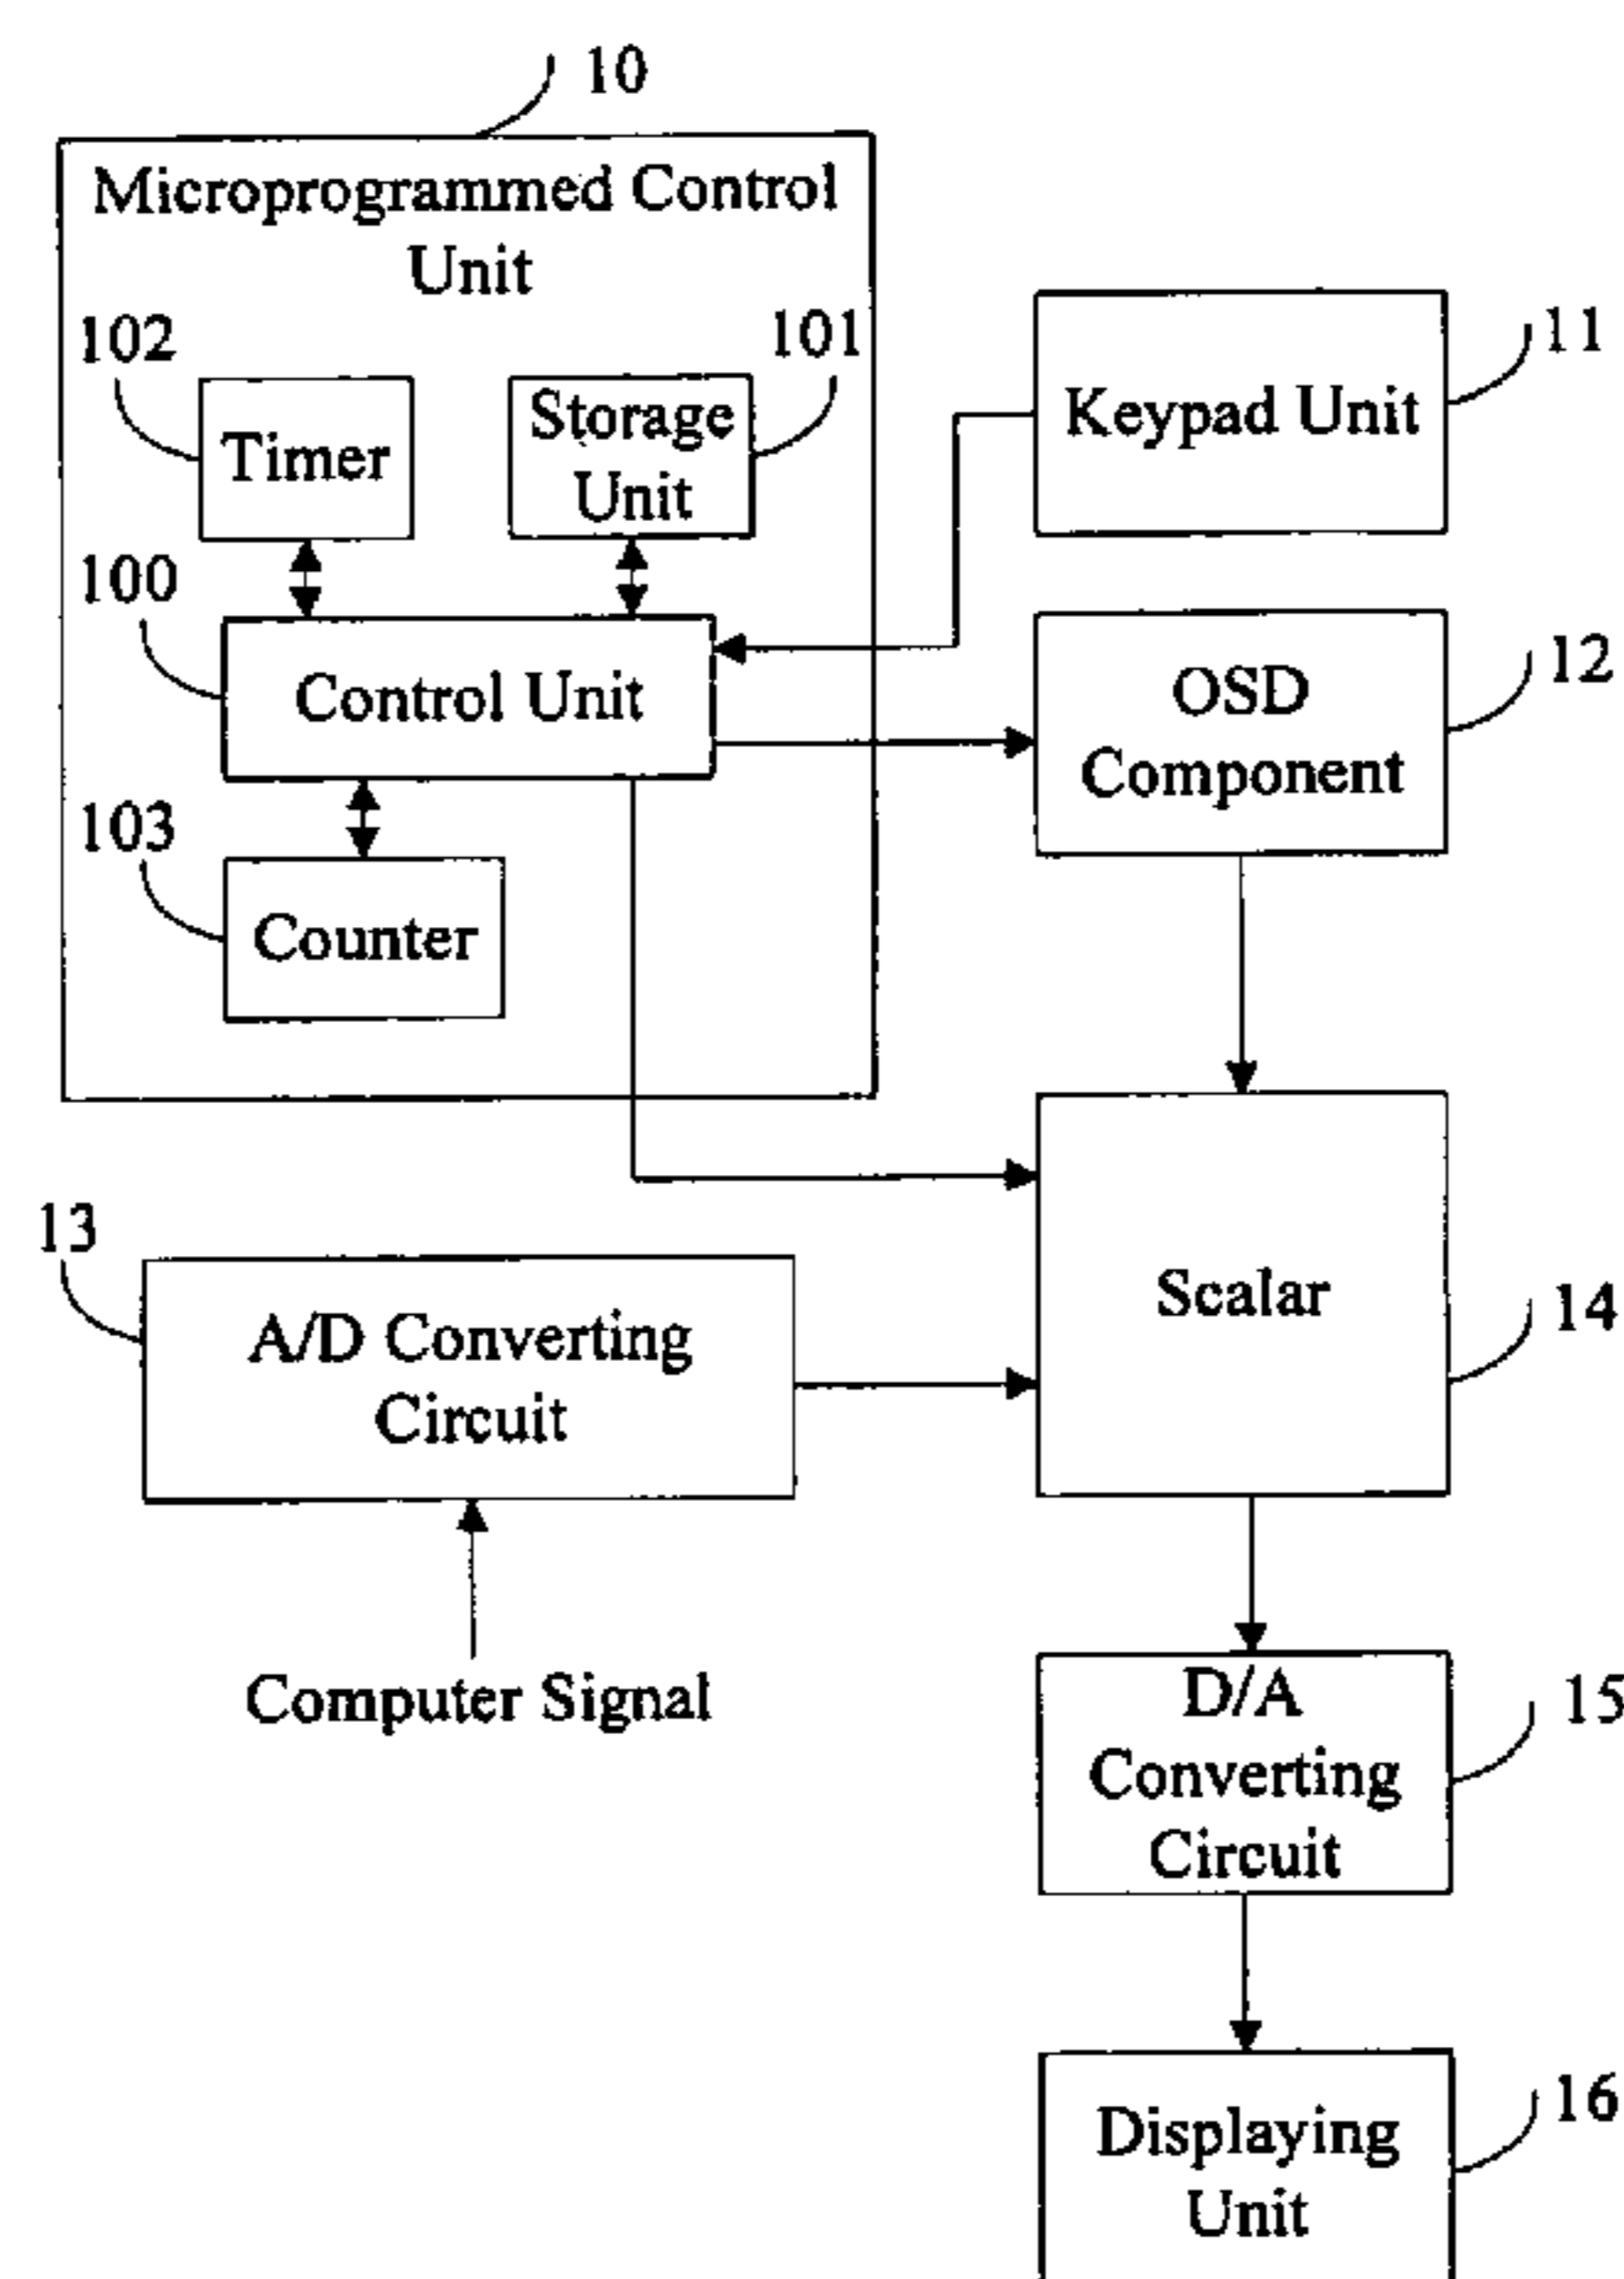 10
Microprogrammed Control
Unit
102
101
11
Timer
Storage
Unit
Keypad Unit
100
Control Unit
12
OSD
Component
103
Counter
13
A/D Converting
Circuit
Scalar
14
Computer Signal
D/A
Converting
Circuit
15
Displaying
Unit
16